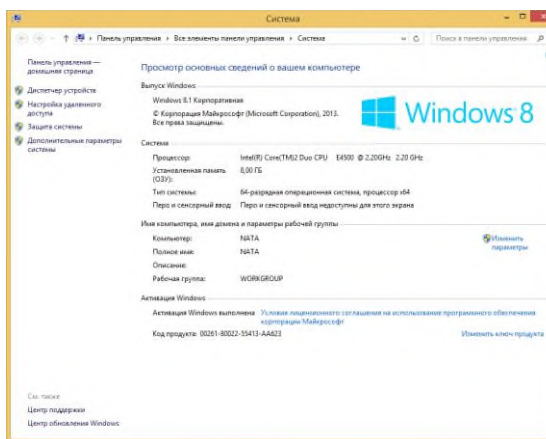 Система
Панель управления
Все элементы панели управления
Система
Поиск в панели управления
Панель управления —
домашняя страница
Диспетчер устройств
Настройка удаленного
доступа
Защита системы
Дополнительные параметры
системы
Просмотр основных сведений о вашем компьютере
Выпуск Windows
Windows 8.1 Корпоративная
© Корпорация Майкрософт (Microsoft Corporation), 2013.
Все права защищены.
Windows 8
Система
Процессор: Intel(R) Core(TM)2 Duo CPU E4500 @ 2.20GHz 2.20 GHz
Установленная память
(ОЗУ): 6,00 ГБ
Тип системы: 64-разрядная операционная система, процессор x64
Перо и сенсорный ввод: Перо и сенсорный ввод недоступны для этого экрана
Имя компьютера, имя домена и параметры рабочей группы
Компьютер: NATA
Изменить
параметры
Полное имя: NATA
Описание:
Рабочая группа: WORKGROUP
Активация Windows
Активация Windows выполнена Условия лицензионного соглашения на использование программного обеспечения
корпорации Майкрософт
Код продукта: 00261-80022-55413-AA623
Изменить ключ продукта
См. также
Центр поддержки
Центр обновления Windows